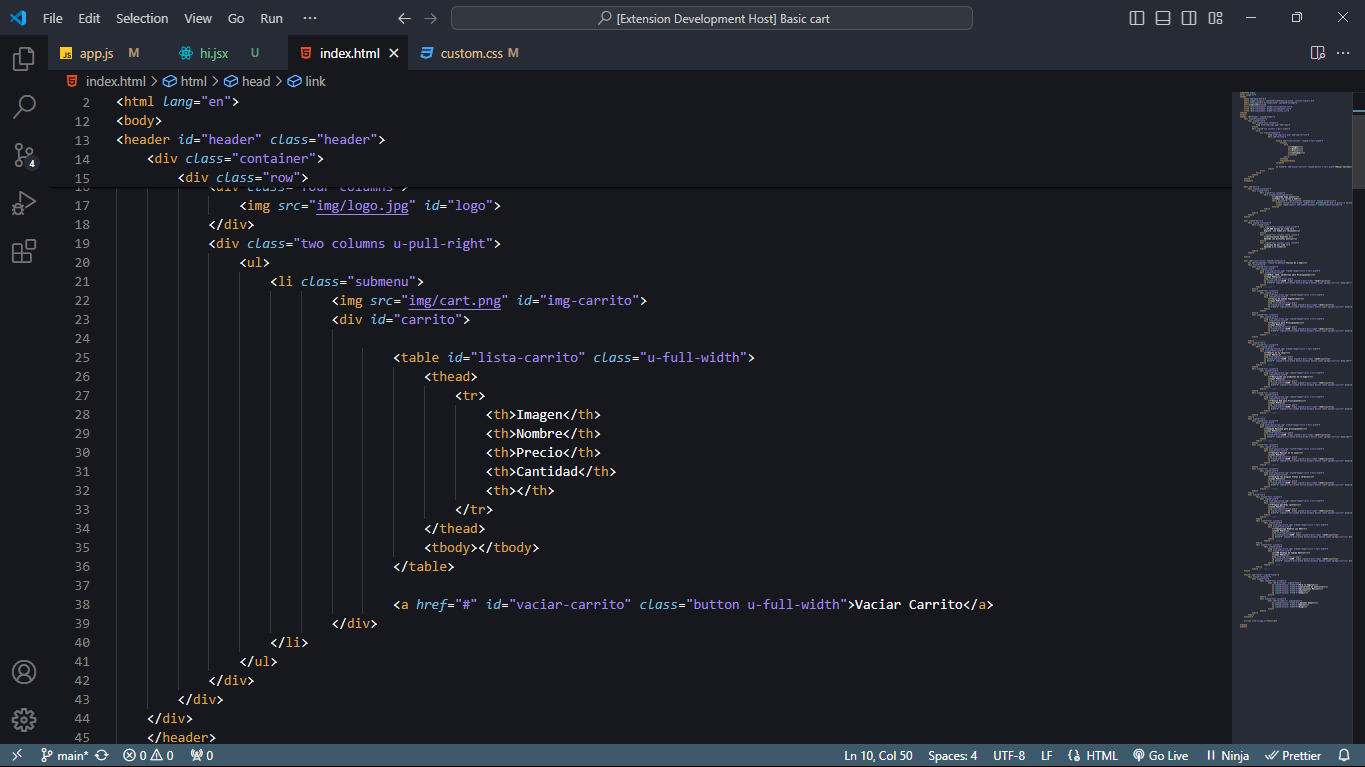 File Edit Selection View Go Run ··· [Extension Development Host] Basic cart
JS app.js M hi.jsx U index.html custom.css M
index.html > html > head > link
4
2 <html lang="en">
12 <body>
13 <header id="header" class="header">
14 <div class="container">
15 <div class="row">
16 <div class="four columns">
17 <img src="img/logo.jpg" id="logo">
18 </div>
19 <div class="two columns u-pull-right">
20 <ul>
21 <li class="submenu">
22 <img src="img/cart.png" id="img-carrito">
23 <div id="carrito">
24
25 <table id="lista-carrito" class="u-full-width">
26 <thead>
27 <tr>
28 <th>Imagen</th>
29 <th>Nombre</th>
30 <th>Precio</th>
31 <th>Cantidad</th>
32 <th></th>
33 </tr>
34 </thead>
35 <tbody></tbody>
36 </table>
37
38 <a href="#" id="vaciar-carrito" class="button u-full-width">Vaciar Carrito</a>
39 </div>
40 </li>
41 </ul>
42 </div>
43 </div>
44 </div>
45 </header>
main* 0 0 0 Ln 10, Col 50 Spaces: 4 UTF-8 LF HTML Go Live Ninja Prettier